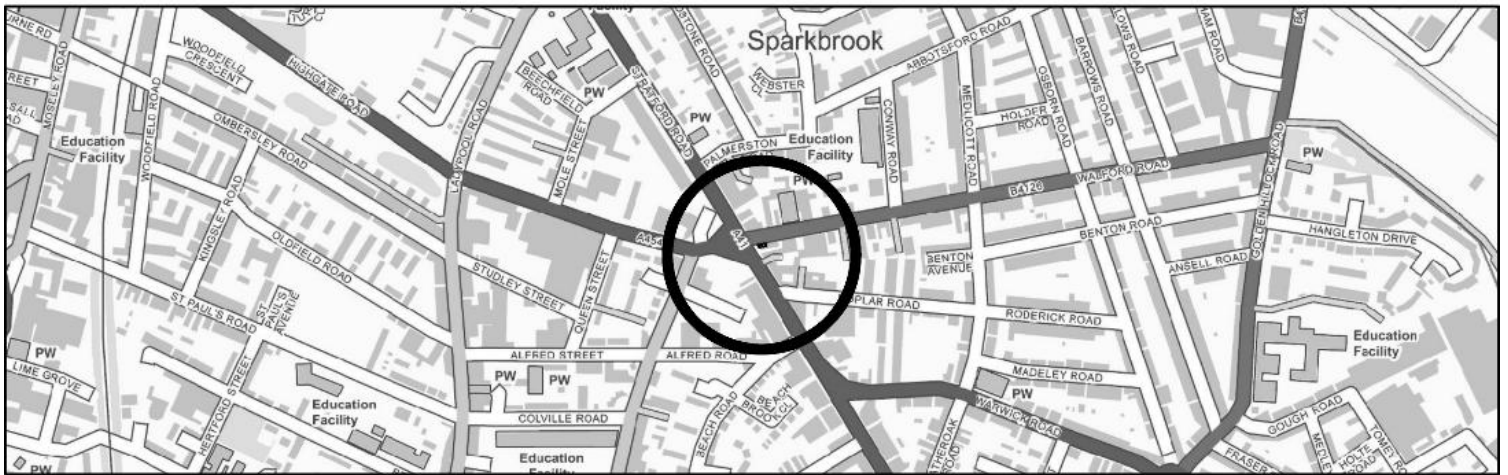 Facility
Sparkbrook
WOODFIELD
CRESCENT
HIGHGATE ROAD
BEECHFIELD
ROAD
STRATFORD ROAD
WEBSTER
ABBOTSFORD ROAD
BARROWS ROAD
OSBORN ROAD
MOSELEY ROAD
PW
Education
Facility
WOODFIELD ROAD
OMBERSLEY ROAD
LADYPOOL ROAD
MOLE STREET
PW
PALMERSTON
Education
Facility
CONWAY ROAD
MEDLICOTT ROAD
HOLDER
ROAD
PW
B4126
WALFORD ROAD
PW
KINGSLEY ROAD
OLDFIELD ROAD
A41
BENTON ROAD
GOLDEN HILLOCK ROAD
HANGLETON DRIVE
BENTON
AVENUE
ANSELL ROAD
STUDLEY STREET
QUEEN STREET
ST.PAUL'S ROAD
ST.
PAUL'S
AVENUE
PLAR ROAD
RODERICK ROAD
Education
Facility
PW
ALFRED STREET
ALFRED ROAD
LIME GROVE
HERTFORD STREET
PW
PW
MADELEY ROAD
PW
Education
Facility
COLVILLE ROAD
BEACH ROAD
BEACH
BROO
WARWICK ROAD
GOUGH ROAD
FRASER
HOLTE
PW
Education
Facility